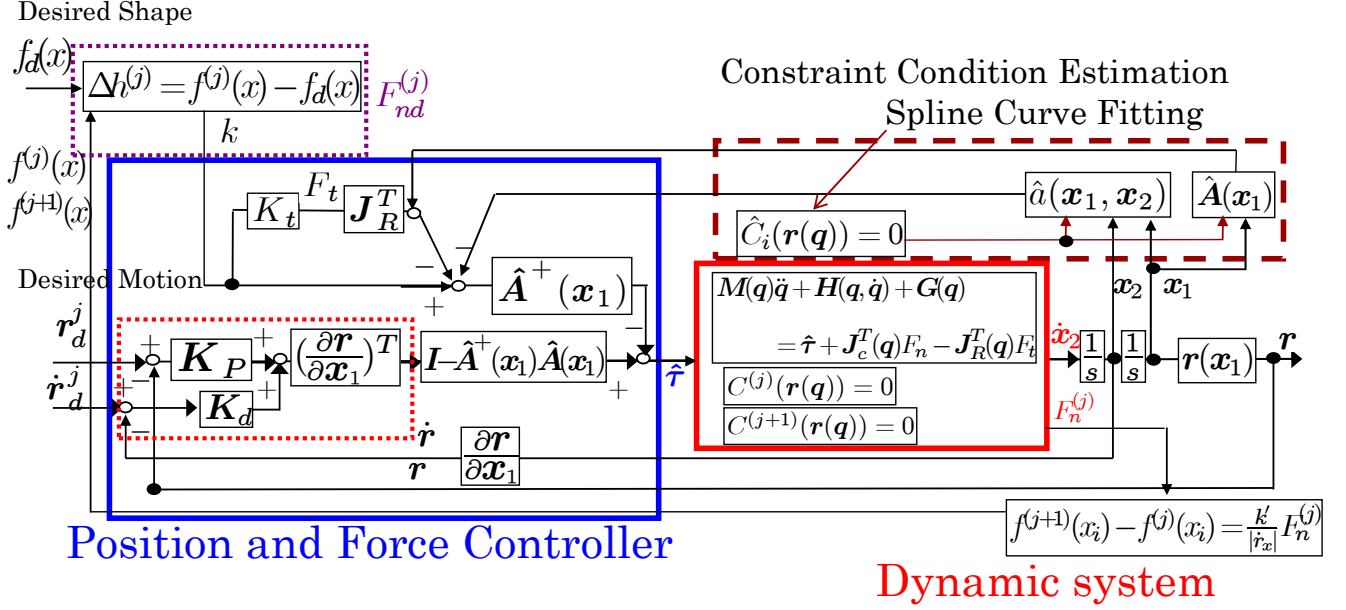 Desired Shape
f_d(x)
Δh^{(j)} = f^{(j)}(x) − f_d(x)
F_{nd}^{(j)}
k
Constraint Condition Estimation
Spline Curve Fitting
f^{(j)}(x)
f^{(j+1)}(x)
K_t
F_t
J_R^T
â(x_1, x_2)
Â(x_1)
Ĉ_i(r(q)) = 0
−
−
+
Â^+(x_1)
−
x_2
x_1
Desired Motion
r_d^j
ṙ_d^j
+
−
K_P
+
(∂r/∂x_1)^T
I−Â^+(x_1)Â(x_1)
+
τ̂
+
−
K_d
+
M(q)q̈ + H(q,q̇) + G(q)
= τ̂ + J_c^T(q)F_n − J_R^T(q)F_t
C^{(j)}(r(q)) = 0
C^{(j+1)}(r(q)) = 0
ẋ_2
1/s
1/s
r(x_1)
r
F_n^{(j)}
ṙ
r
∂r/∂x_1
f^{(j+1)}(x_i) − f^{(j)}(x_i) = k'/|ṙ_x| F_n^{(j)}
Position and Force Controller
Dynamic system